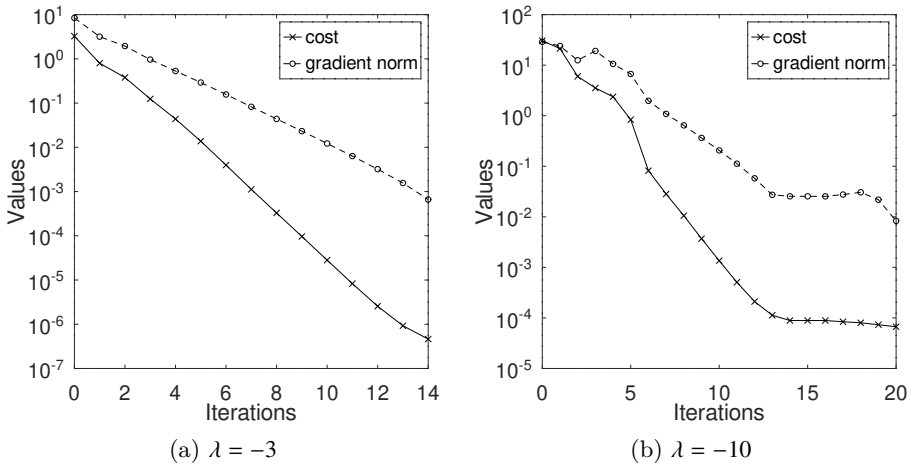 10^1
10^0
10^-1
10^-2
10^-3
10^-4
10^-5
10^-6
10^-7
Values
cost
gradient norm
0 2 4 6 8 10 12 14
Iterations
(a) λ = −3
10^2
10^1
10^0
10^-1
10^-2
10^-3
10^-4
10^-5
Values
cost
gradient norm
0 5 10 15 20
Iterations
(b) λ = −10